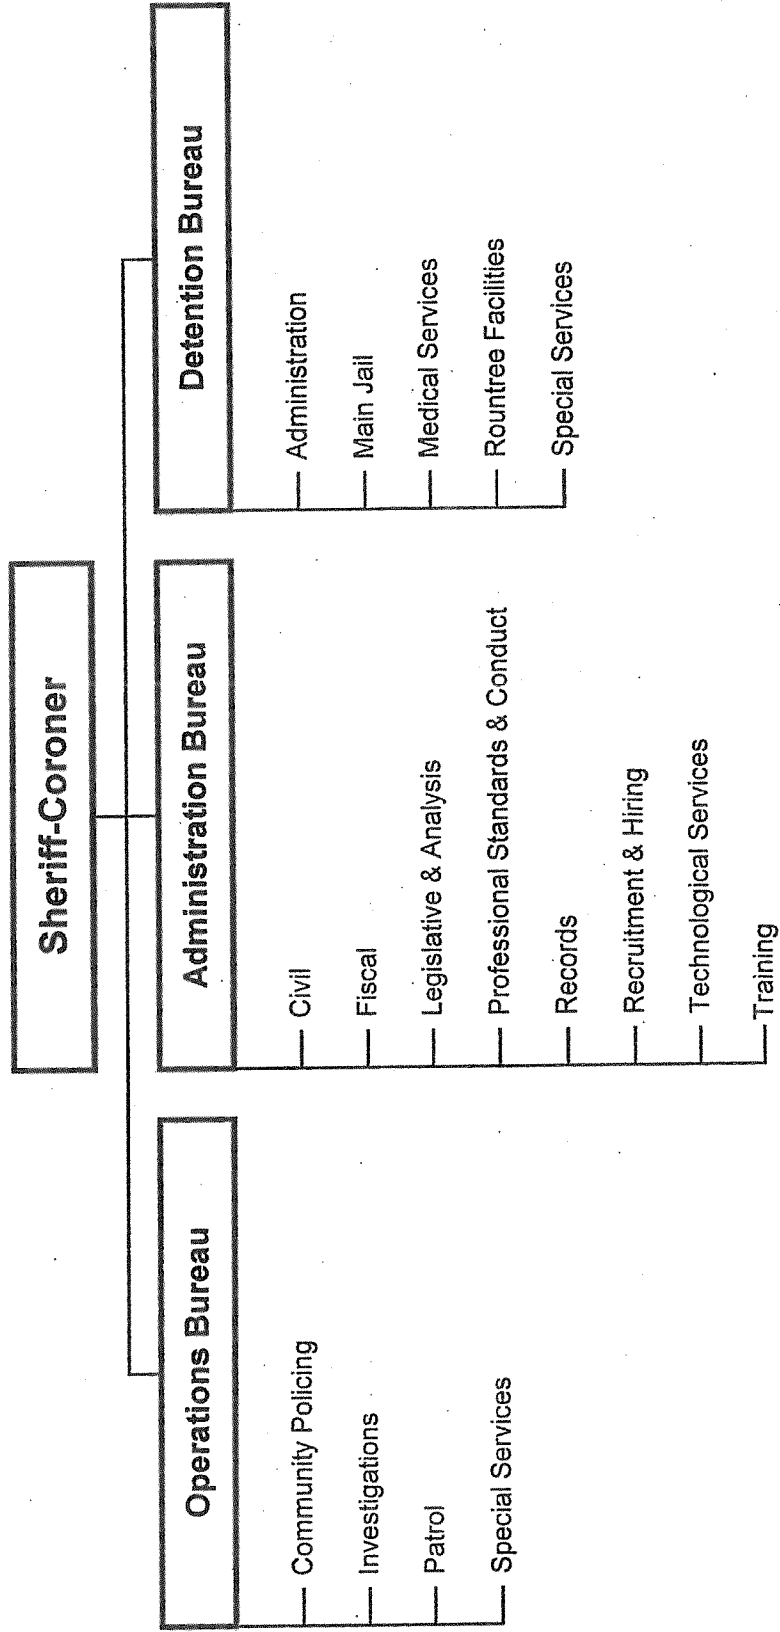 Sheriff-Coroner
Operations Bureau
Community Policing
Investigations
Patrol
Special Services
Administration Bureau
Civil
Fiscal
Legislative & Analysis
Professional Standards & Conduct
Records
Recruitment & Hiring
Technological Services
Training
Detention Bureau
Administration
Main Jail
Medical Services
Rountree Facilities
Special Services